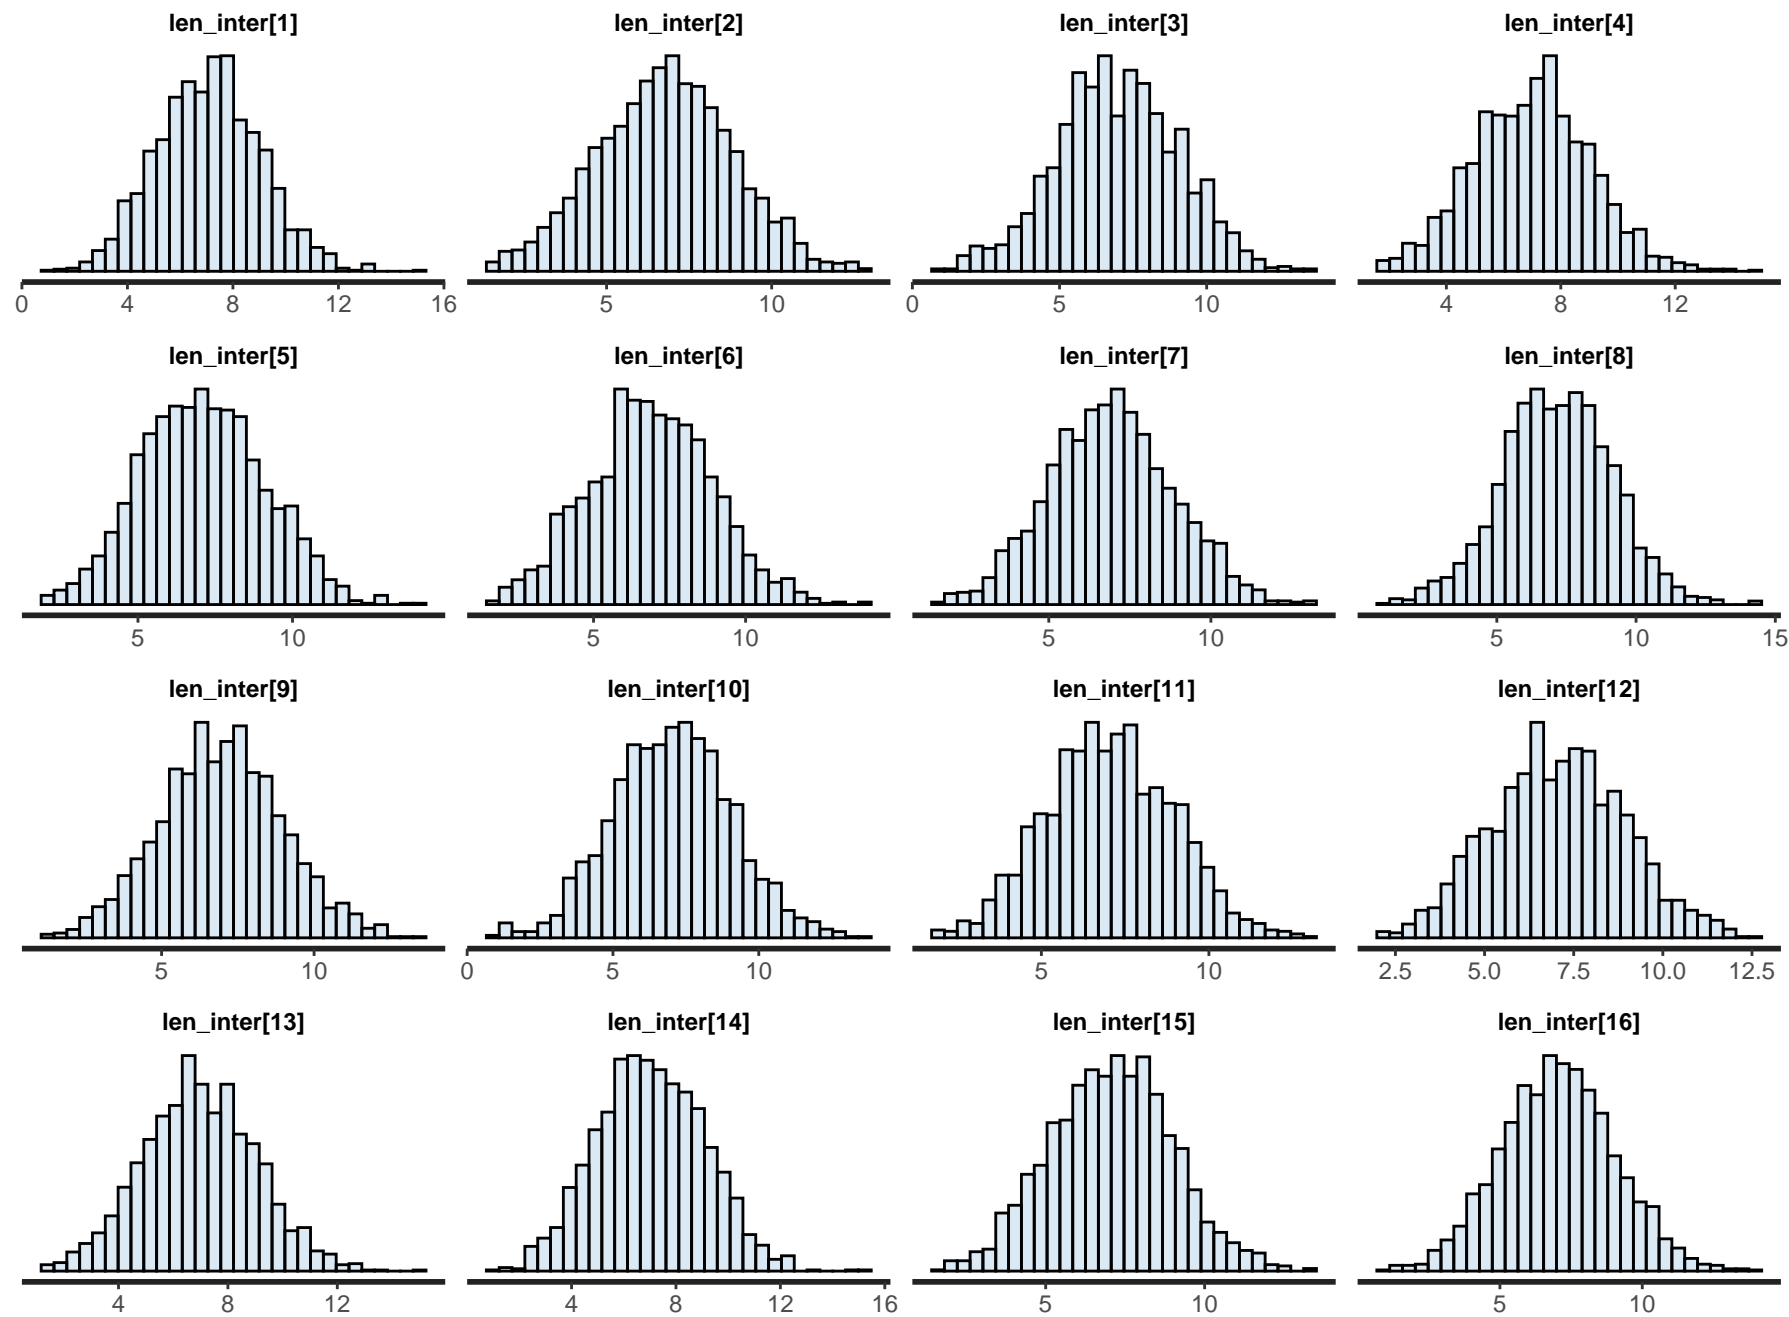 len_inter[1] len_inter[2] len_inter[3] len_inter[4]
0 4 8 12 16 5 10 0 5 10 4 8 12
len_inter[5] len_inter[6] len_inter[7] len_inter[8]
5 10 5 10 5 10 5 10 15
len_inter[9] len_inter[10] len_inter[11] len_inter[12]
5 10 0 5 10 5 10 2.5 5.0 7.5 10.0 12.5
len_inter[13] len_inter[14] len_inter[15] len_inter[16]
4 8 12 4 8 12 16 5 10 5 10